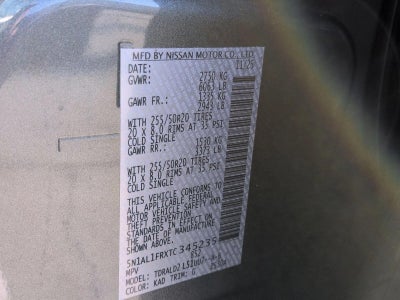 MFD BY NISSAN MOTOR CO., LTD.
DATE: 11/25
GVWR: 2750 KG
6063 LB
GAWR FR.: 1335 KG
2943 LB
WITH 255/50R20 TIRES
20 X 8.0 RIMS AT 35 PSI
COLD SINGLE
GAWR RR.: 1530 KG
3373 LB
WITH 255/50R20 TIRES
20 X 8.0 RIMS AT 35 PSI
COLD SINGLE
THIS VEHICLE CONFORMS TO
ALL APPLICABLE FEDERAL
MOTOR VEHICLE SAFETY AND
THEFT PREVENTION
STANDARDS IN EFFECT ON
THE DATE OF MANUFACTURE
SHOWN ABOVE.
5N1AL1FRXTC345235
MPV
MODEL:
COLOR: KAD TRIM: G